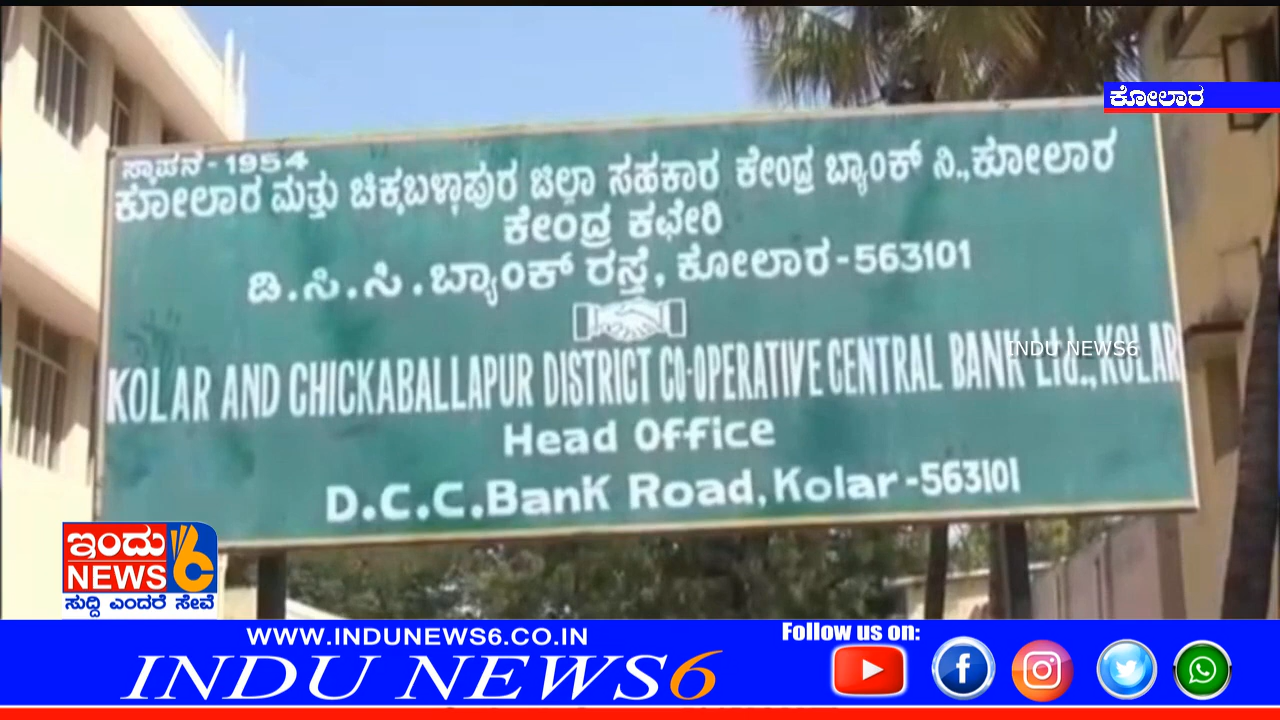 ಕೋಲಾರ
ಸ್ಥಾಪನೆ - 1954
ಕೋಲಾರ ಮತ್ತು ಚಿಕ್ಕಬಳ್ಳಾಪುರ ಜಿಲ್ಲಾ ಸಹಕಾರ ಕೇಂದ್ರ ಬ್ಯಾಂಕ್ ನಿ., ಕೋಲಾರ
ಕೇಂದ್ರ ಕಛೇರಿ
ಡಿ.ಸಿ.ಸಿ.ಬ್ಯಾಂಕ್ ರಸ್ತೆ, ಕೋಲಾರ-563101
KOLAR AND CHICKABALLAPUR DISTRICT CO-OPERATIVE CENTRAL BANK Ltd., KOLAR
INDU NEWS6
Head Office
D.C.C.Bank Road, Kolar-563101
ಇಂದು
NEWS 6
ಸುದ್ದಿ ಎಂದರೆ ಸೇವೆ
WWW.INDUNEWS6.CO.IN
Follow us on:
INDU NEWS6